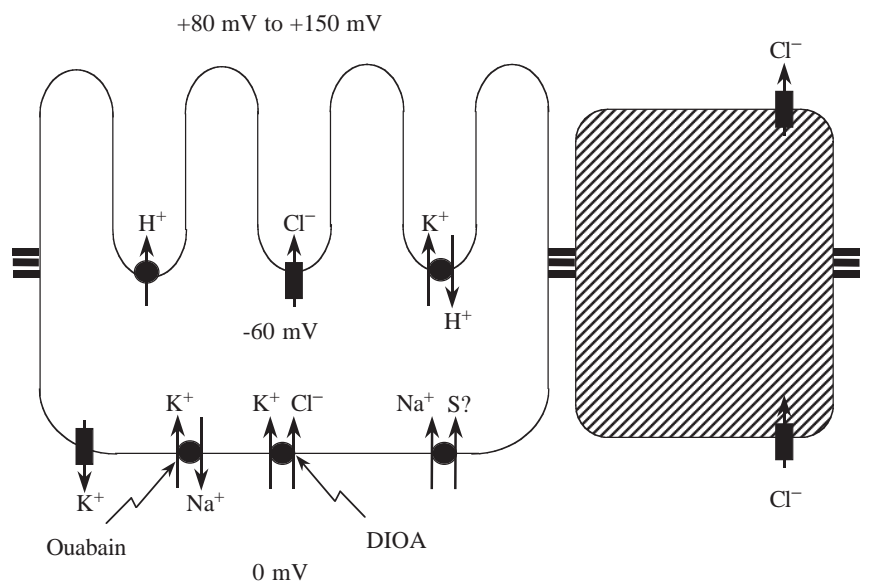 +80 mV to +150 mV
Cl⁻
H⁺
Cl⁻
K⁺
H⁺
-60 mV
K⁺
K⁺ Cl⁻
Na⁺ S?
K⁺
Na⁺
Cl⁻
Ouabain
DIOA
0 mV